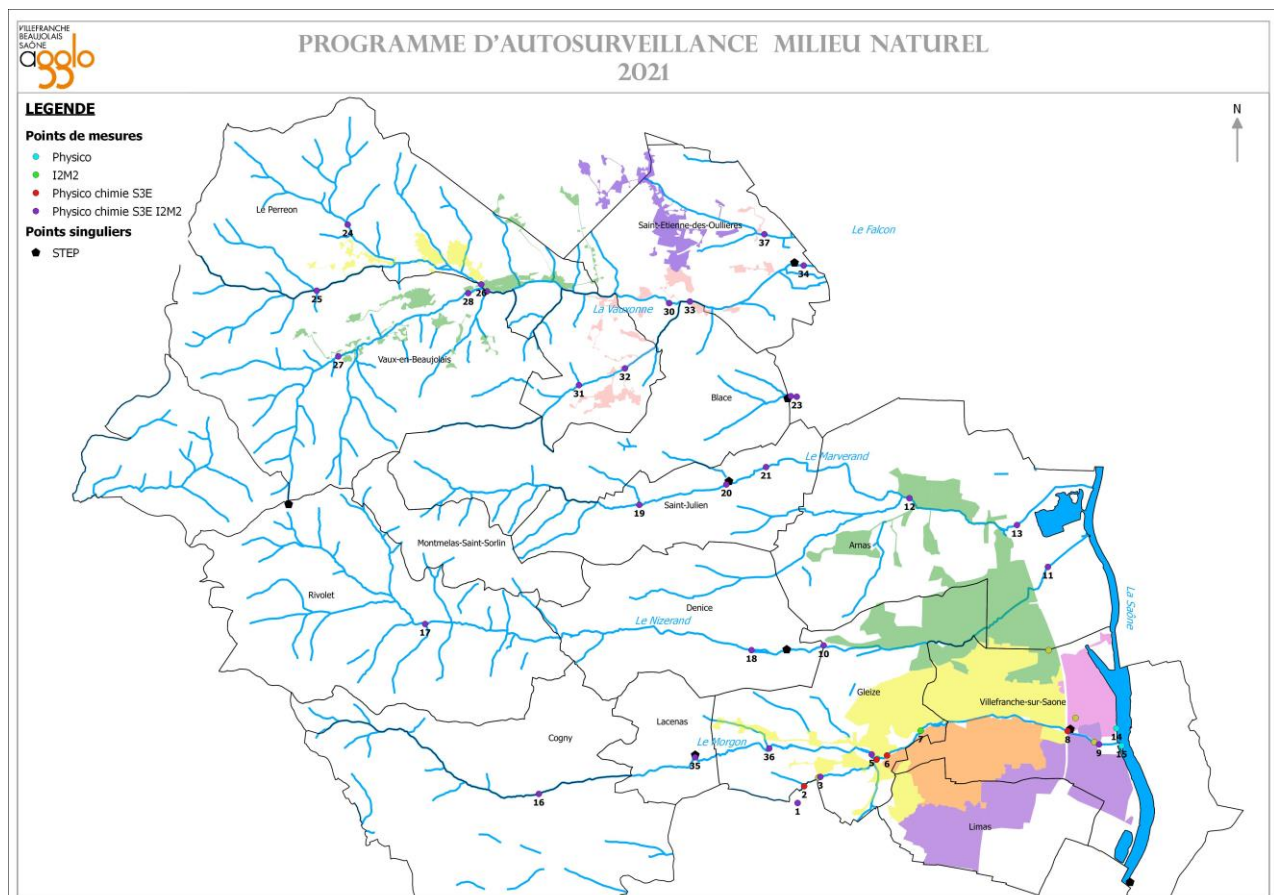 VILLEFRANCHE
BEAUJOLAIS
SAÔNE
agglo
PROGRAMME D'AUTOSURVEILLANCE MILIEU NATUREL
2021
LEGENDE
Points de mesures
Physico
I2M2
Physico chimie S3E
Physico chimie S3E I2M2
Points singuliers
STEP
N
Le Perreon
24
Saint-Etienne-des-Oullières
37
Le Falcon
34
25
26
28
La Vauxonne
30
33
27
Vaux-en-Beaujolais
31
32
Blace
23
Le Marverand
21
20
19
Saint-Julien
12
13
Montmelas-Saint-Sorlin
Arnas
11
Rivolet
Denice
La Saône
17
Le Nizerand
18
10
Gleize
Villefranche-sur-Saone
Lacenas
Cogny
Le Morgon
7
8
14
9
15
35
36
5
6
3
2
1
16
Limas